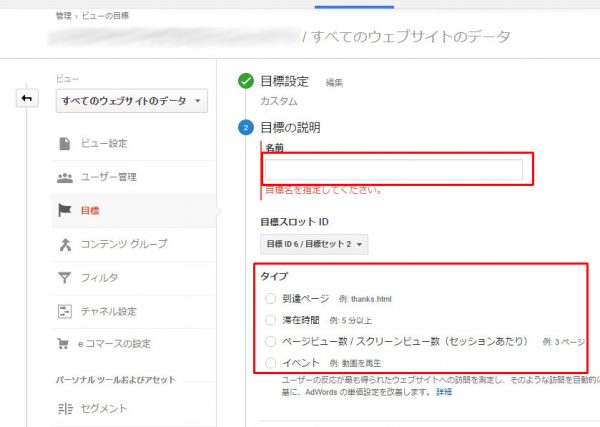 管理 › ビューの目標
/ すべてのウェブサイトのデータ
ビュー
すべてのウェブサイトのデータ
ビュー設定
ユーザー管理
目標
コンテンツ グループ
フィルタ
チャネル設定
e コマースの設定
パーソナル ツールおよびアセット
セグメント
目標設定 編集
カスタム
2 目標の説明
名前
目標名を指定してください。
目標スロット ID
目標 ID 6 / 目標セット 2
タイプ
到達ページ 例: thanks.html
滞在時間 例: 5 分以上
ページビュー数 / スクリーンビュー数（セッションあたり） 例: 3 ページ
イベント 例: 動画を再生
ユーザーの反応が最も得られたウェブサイトへの訪問を測定し、そのような訪問を自動的に
基に、AdWords の単価設定を改善します。 詳細